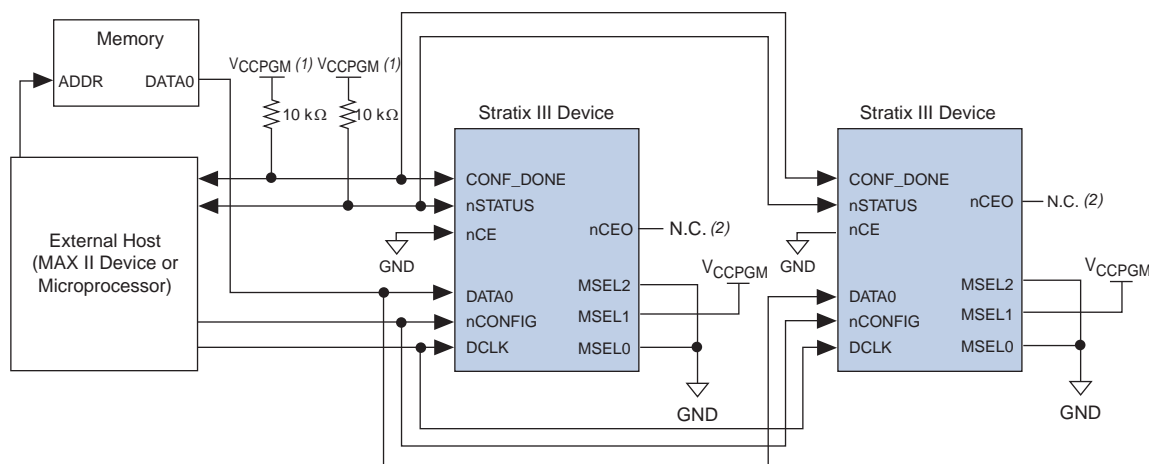 Memory
ADDR DATA0
VCCPGM (1) VCCPGM (1)
10 kΩ 10 kΩ
External Host
(MAX II Device or
Microprocessor)
Stratix III Device
CONF_DONE
nSTATUS
nCE
GND
DATA0
nCONFIG
DCLK
nCEO
N.C. (2)
MSEL2
MSEL1
MSEL0
VCCPGM
GND
Stratix III Device
CONF_DONE
nSTATUS
nCE
GND
DATA0
nCONFIG
DCLK
nCEO
N.C. (2)
MSEL2
MSEL1
MSEL0
VCCPGM
GND